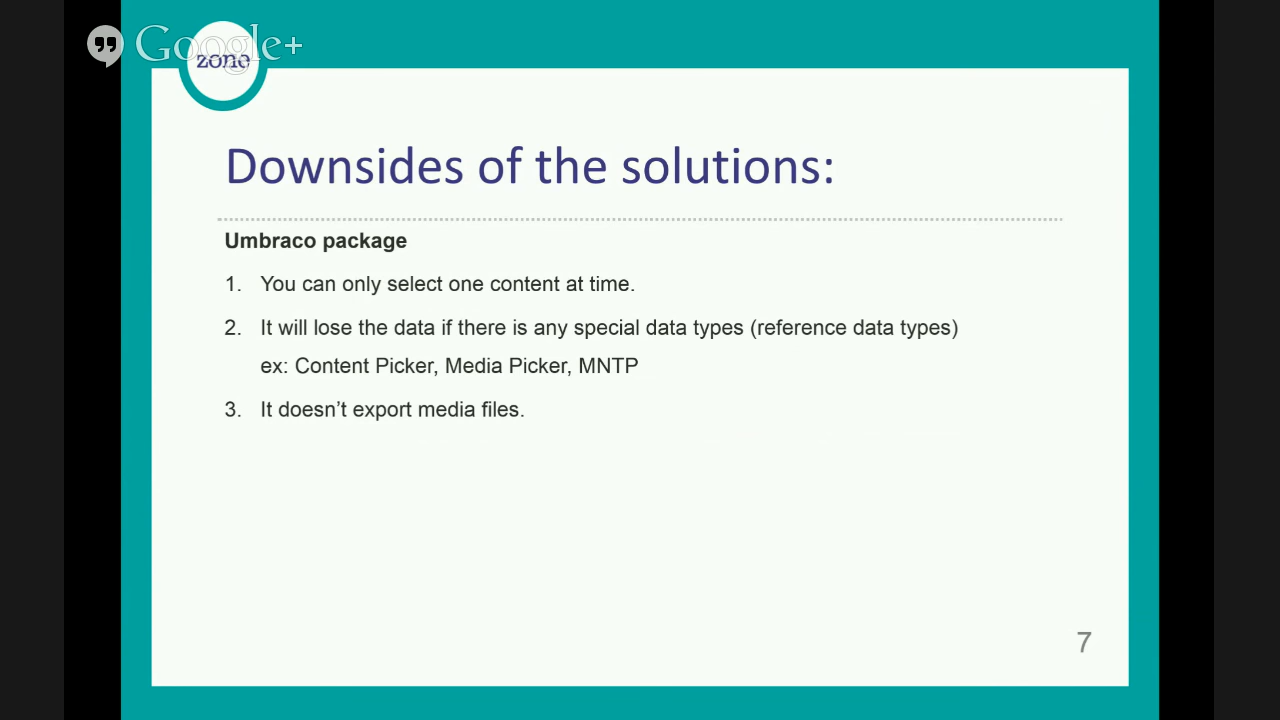 Google+
zone
Downsides of the solutions:
Umbraco package
1. You can only select one content at time.
2. It will lose the data if there is any special data types (reference data types)
ex: Content Picker, Media Picker, MNTP
3. It doesn’t export media files.
7